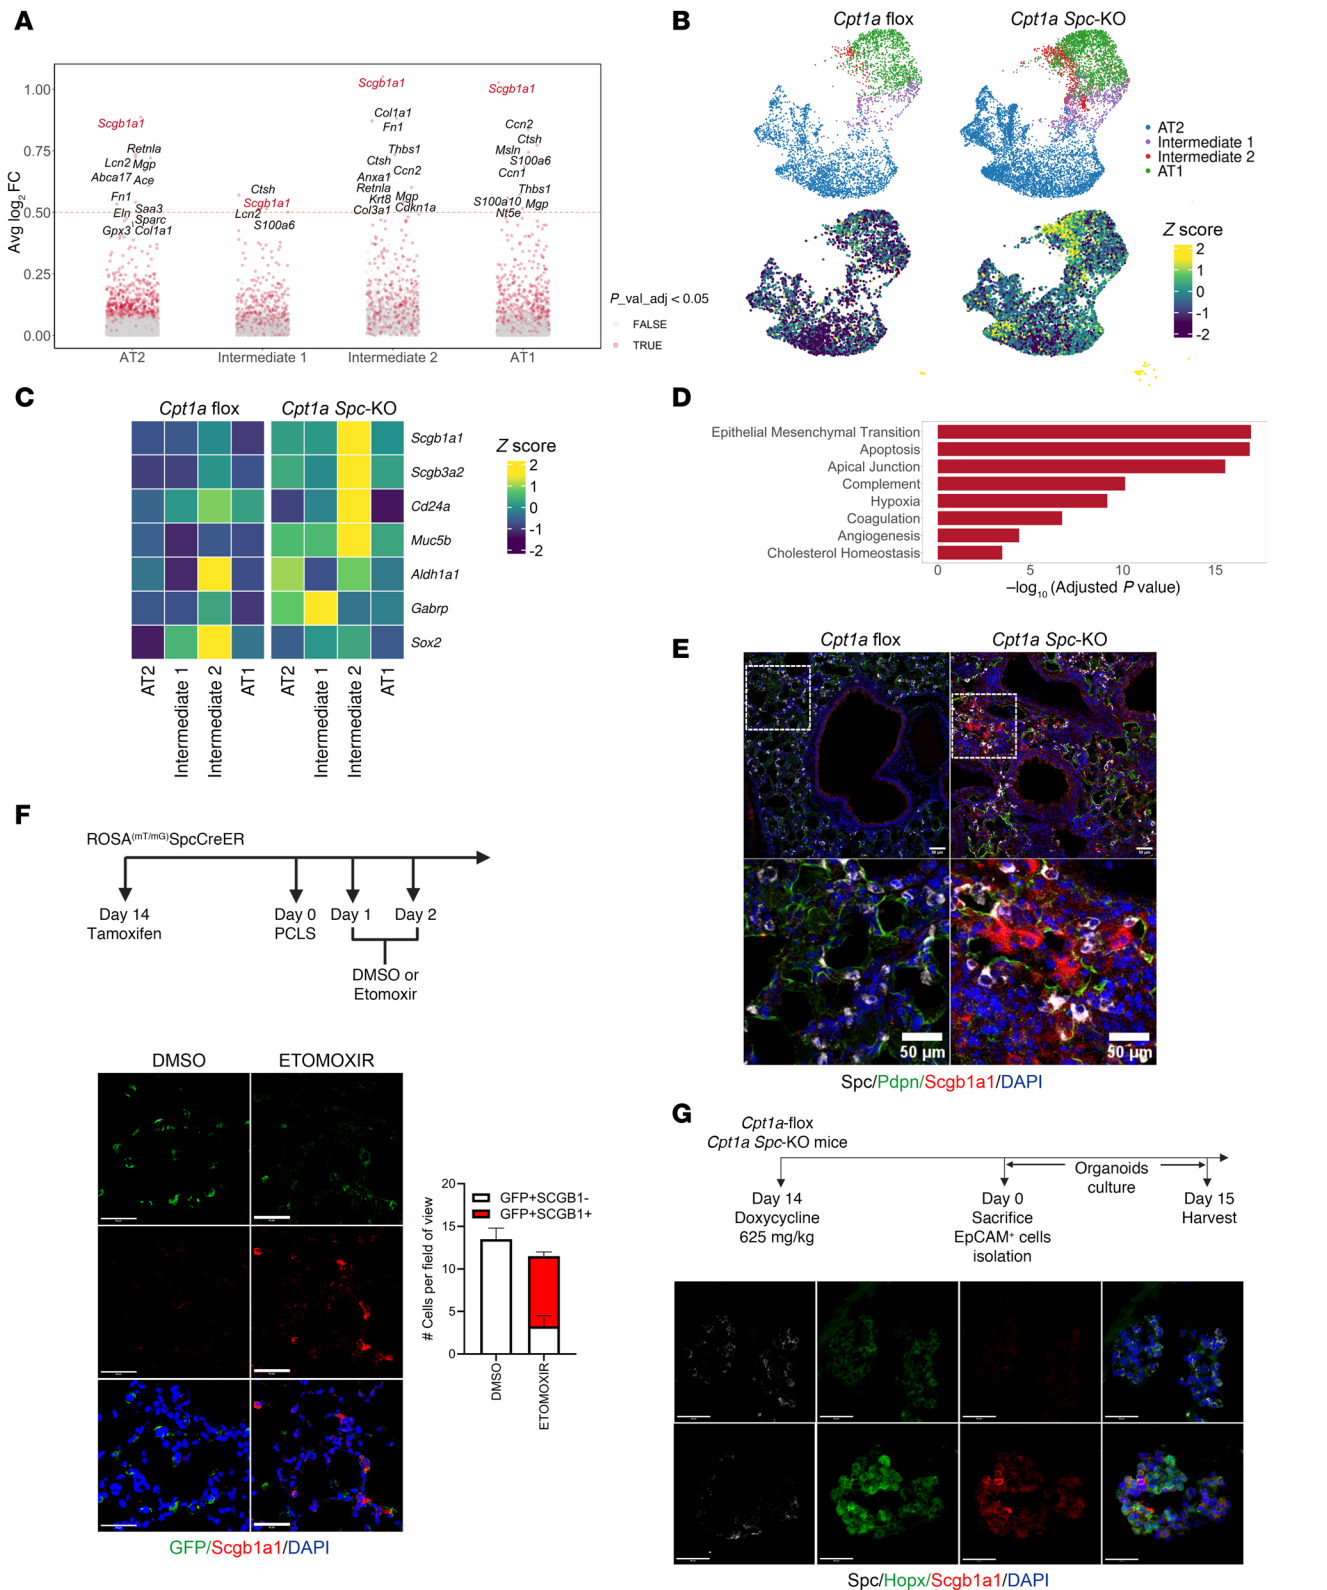 A
Avg log2 FC
1.00
0.75
0.50
0.25
0.00
Scgb1a1
Retnla
Lcn2 Mgp
Abca17 Ace
Fn1
Saa3
Eln
Sparc
Gpx3 Col1a1
Ctsh
Scgb1a1
Lcn2
S100a6
Scgb1a1
Col1a1
Fn1
Thbs1
Ctsh
Ccn2
Anxa1
Retnla
Krt8 Mgp
Col3a1 Cdkn1a
Scgb1a1
Ccn2
Ctsh
Msln
S100a6
Ccn1
Thbs1
S100a10 Mgp
Nt5e
AT2
Intermediate 1
Intermediate 2
AT1
P_val_adj < 0.05
FALSE
TRUE
B
Cpt1a flox
Cpt1a Spc-KO
AT2
Intermediate 1
Intermediate 2
AT1
Z score
2
1
0
-1
-2
C
Cpt1a flox
Cpt1a Spc-KO
Scgb1a1
Scgb3a2
Cd24a
Muc5b
Aldh1a1
Gabrp
Sox2
AT2
Intermediate 1
Intermediate 2
AT1
AT2
Intermediate 1
Intermediate 2
AT1
Z score
2
1
0
-1
-2
D
Epithelial Mesenchymal Transition
Apoptosis
Apical Junction
Complement
Hypoxia
Coagulation
Angiogenesis
Cholesterol Homeostasis
0
5
10
15
–log10 (Adjusted P value)
E
Cpt1a flox
Cpt1a Spc-KO
50 µm
50 µm
50 µm
50 µm
Spc/Pdpn/Scgb1a1/DAPI
F
ROSA(mT/mG)SpcCreER
Day 14
Tamoxifen
Day 0
PCLS
Day 1
Day 2
DMSO or
Etomoxir
DMSO
ETOMOXIR
GFP/Scgb1a1/DAPI
# Cells per field of view
20
15
10
5
0
GFP+SCGB1-
GFP+SCGB1+
DMSO
ETOMOXIR
G
Cpt1a-flox
Cpt1a Spc-KO mice
Day 14
Doxycycline
625 mg/kg
Day 0
Sacrifice
EpCAM+ cells
isolation
Organoids
culture
Day 15
Harvest
Spc/Hopx/Scgb1a1/DAPI